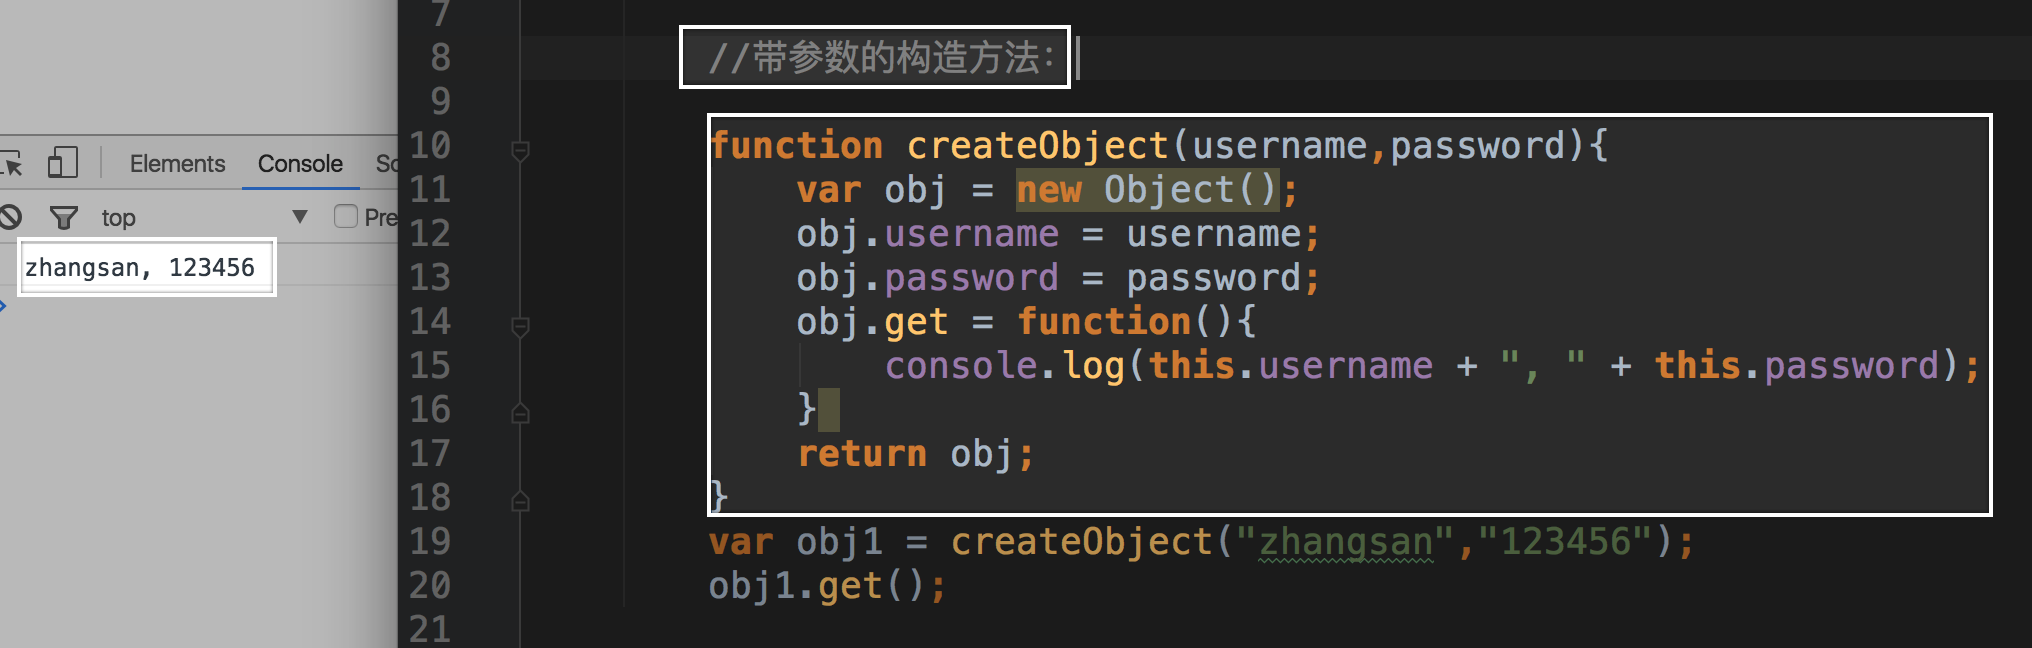 Elements Console
top Pre
zhangsan, 123456
7
8 //带参数的构造方法：
9
10 function createObject(username,password){
11 var obj = new Object();
12 obj.username = username;
13 obj.password = password;
14 obj.get = function(){
15 console.log(this.username + ", " + this.password);
16 }
17 return obj;
18 }
19 var obj1 = createObject("zhangsan","123456");
20 obj1.get();
21